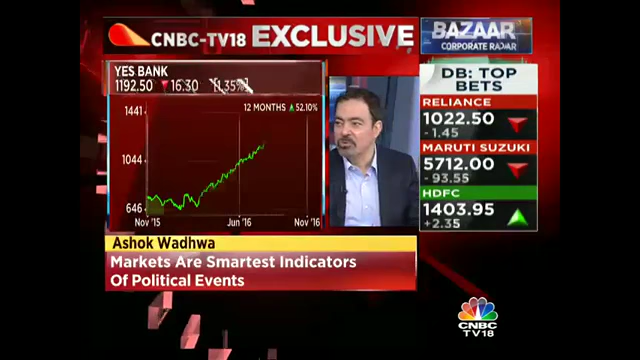 CNBC-TV18 EXCLUSIVE
BAZAAR
CORPORATE RADAR
YES BANK
1192.50 16.30 [1.35%]
12 MONTHS 52.10%
1441
1044
646
Nov '15 Jun '16 Nov '16
DB: TOP
BETS
RELIANCE
1022.50
- 1.45
MARUTI SUZUKI
5712.00
- 93.55
HDFC
1403.95
+ 2.35
Ashok Wadhwa
Markets Are Smartest Indicators
Of Political Events
CNBC
TV18